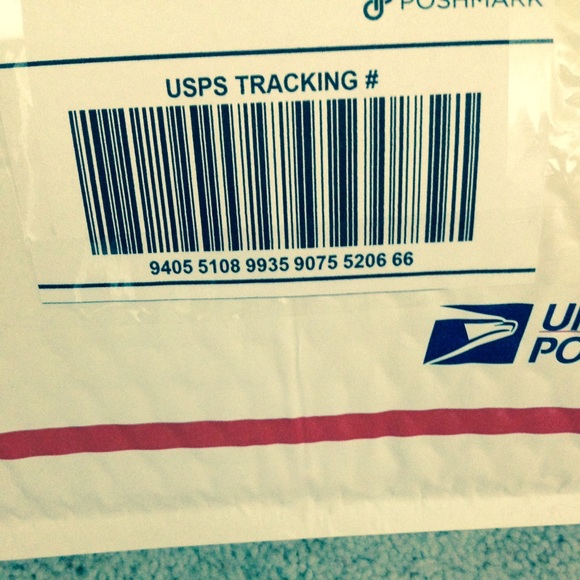 POSHMARK
USPS TRACKING #
9405 5108 9935 9075 5206 66